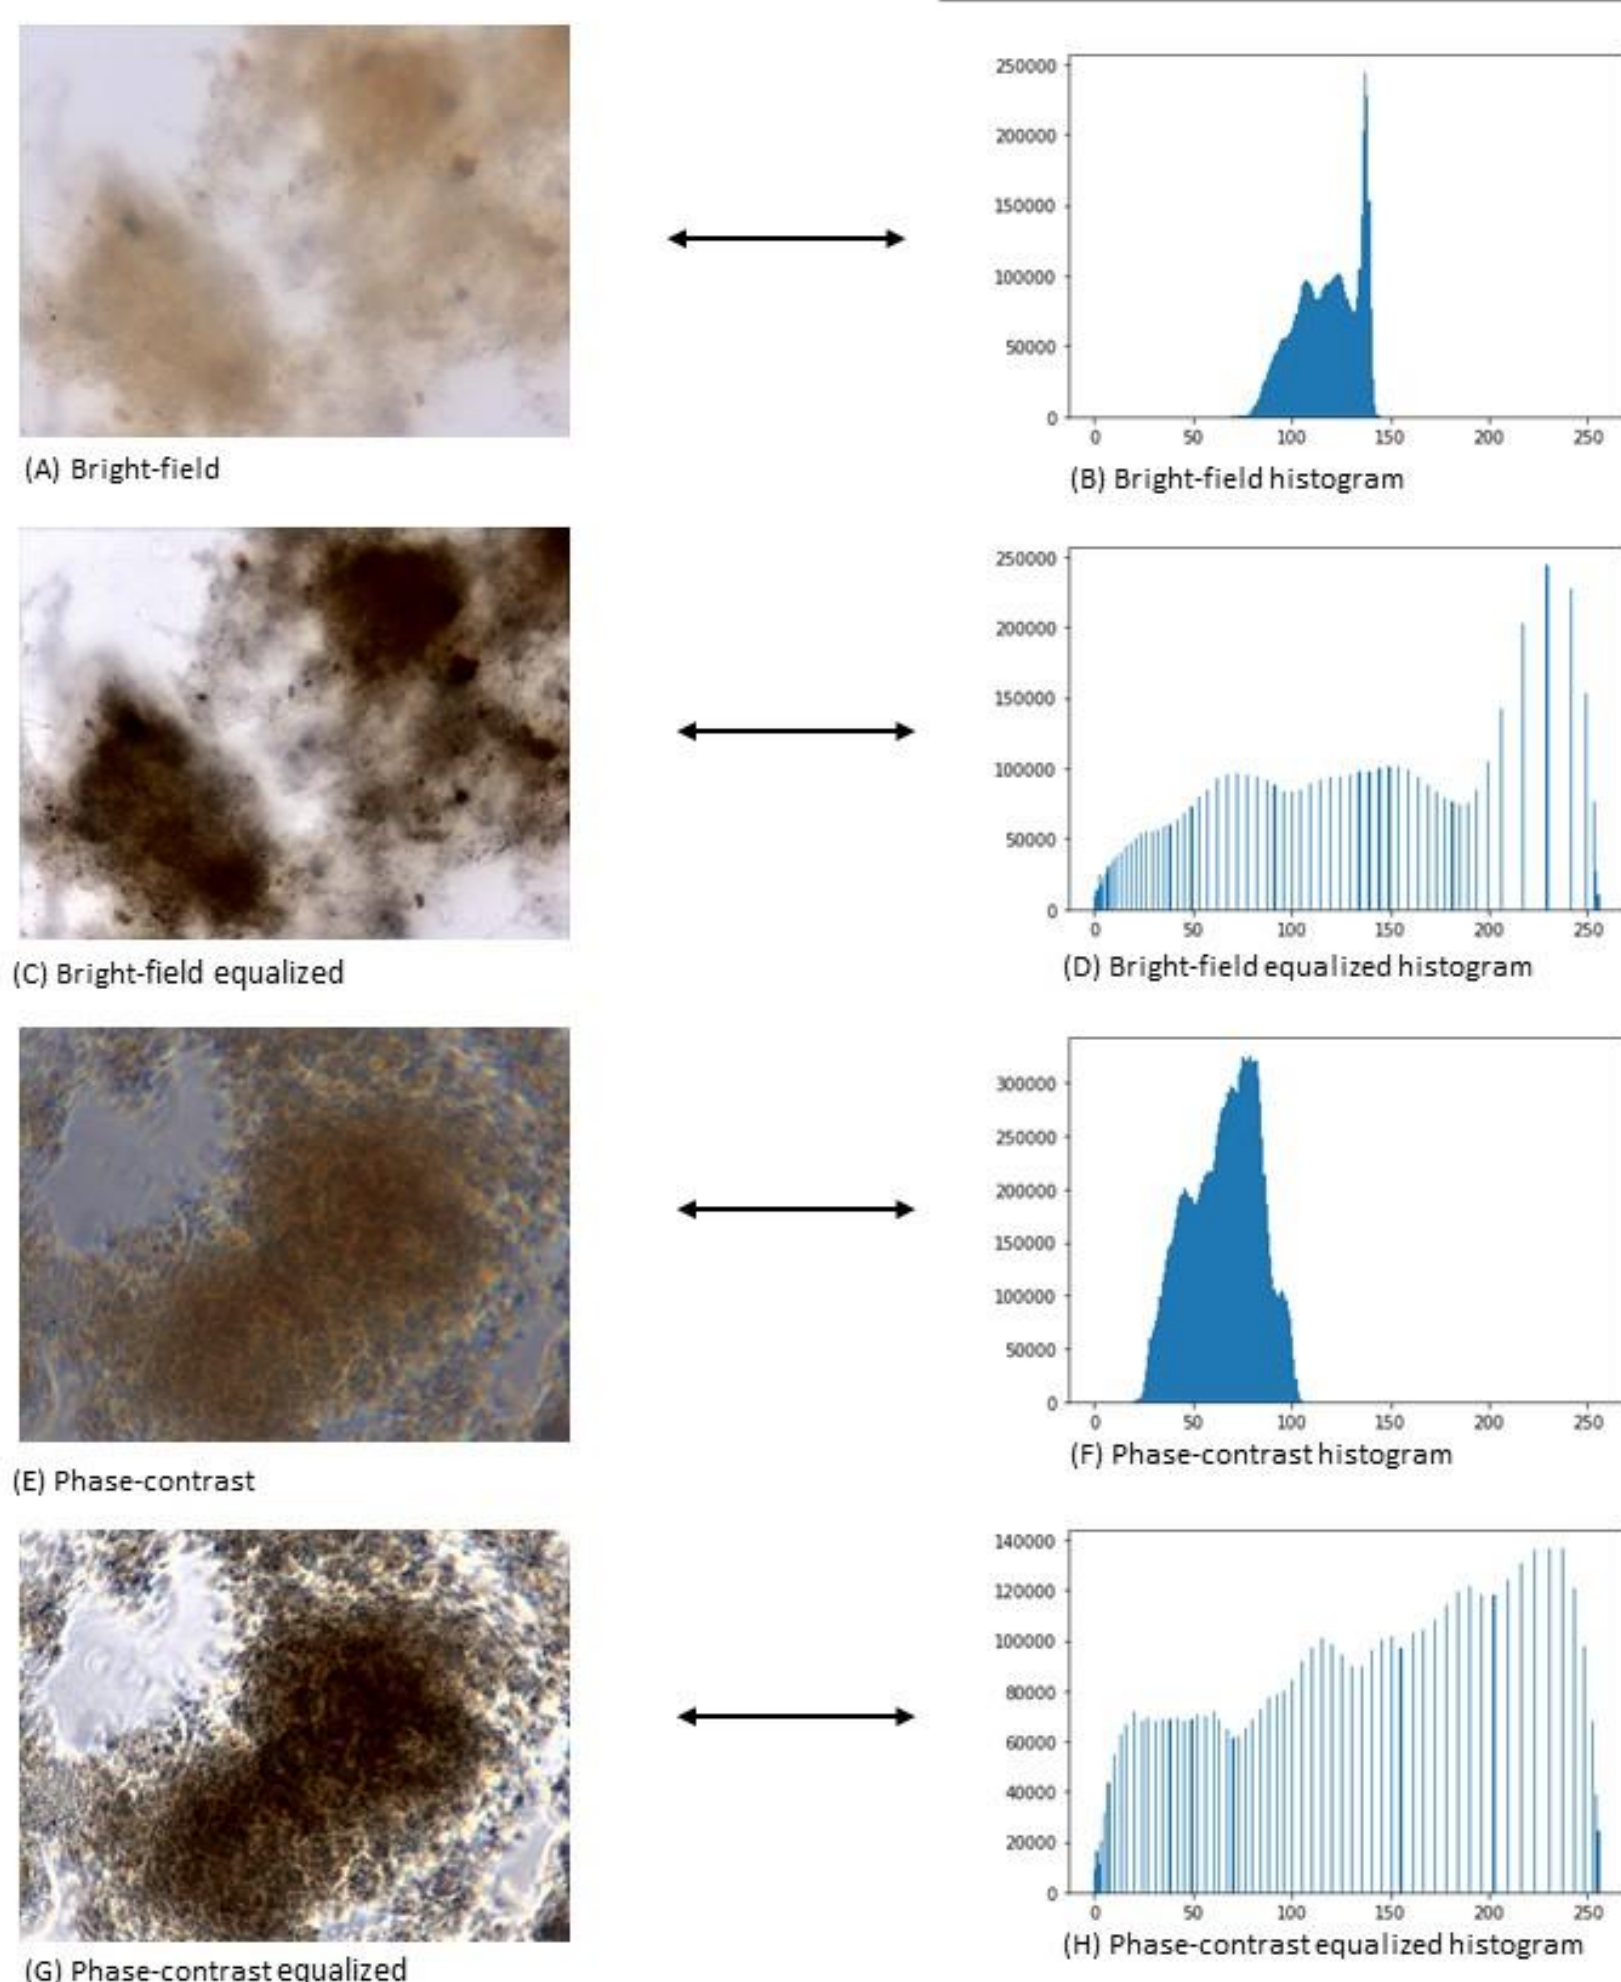 250000
200000
150000
100000
50000
0
0 50 100 150 200 250
(A) Bright-field
(B) Bright-field histogram
250000
200000
150000
100000
50000
0
0 50 100 150 200 250
(C) Bright-field equalized
(D) Bright-field equalized histogram
300000
250000
200000
150000
100000
50000
0
0 50 100 150 200 250
(E) Phase-contrast
(F) Phase-contrast histogram
140000
120000
100000
80000
60000
40000
20000
0
0 50 100 150 200 250
(G) Phase-contrast equalized
(H) Phase-contrast equalized histogram